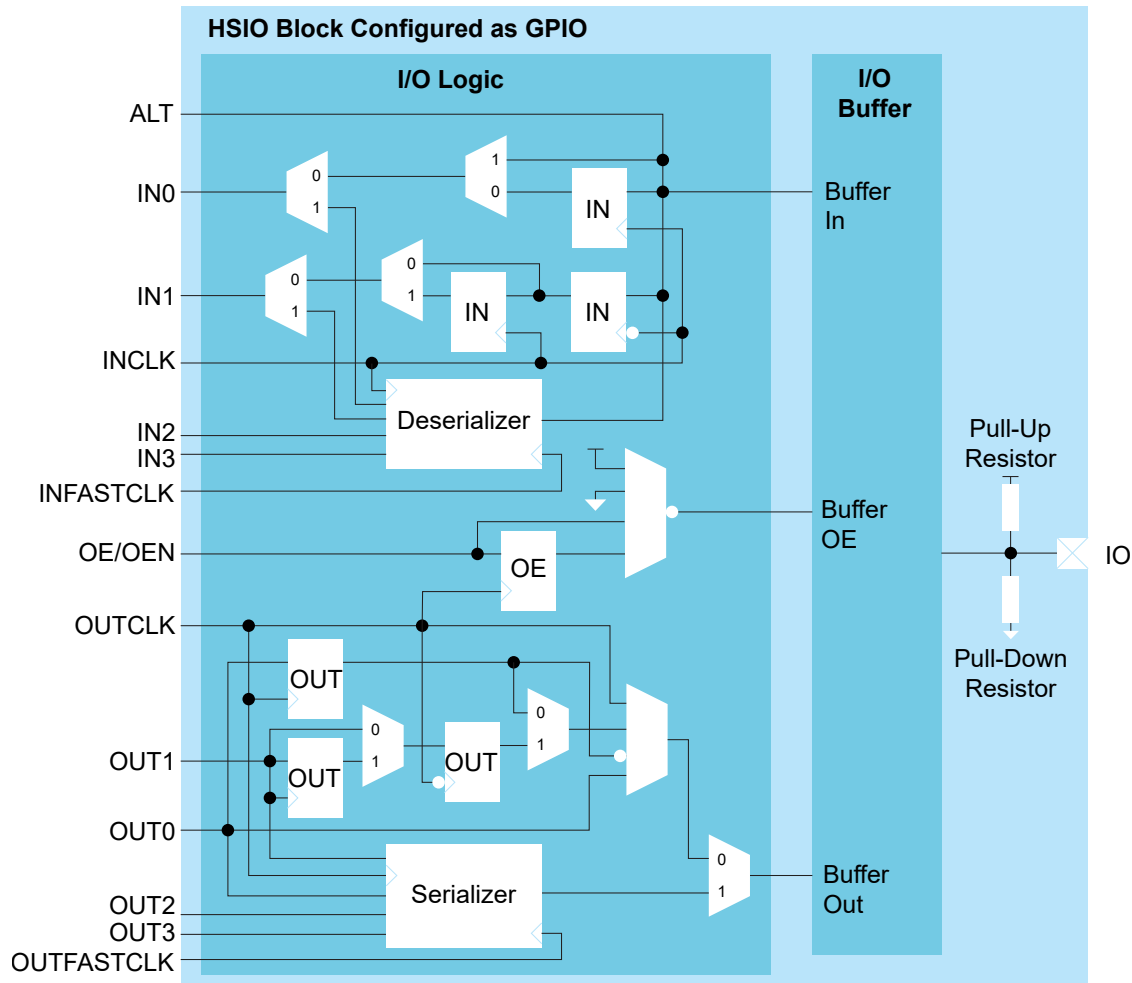 HSIO Block Configured as GPIO
I/O Logic
I/O
Buffer
ALT
1
0
IN0
0
1
IN
Buffer
In
0
1
IN1
0
1
IN
IN
INCLK
Deserializer
IN2
IN3
INFASTCLK
Pull-Up
Resistor
Buffer
OE
OE/OEN
OE
IO
OUTCLK
OUT
Pull-Down
Resistor
0
1
OUT1
OUT
0
1
OUT
OUT0
0
1
Serializer
Buffer
Out
OUT2
OUT3
OUTFASTCLK